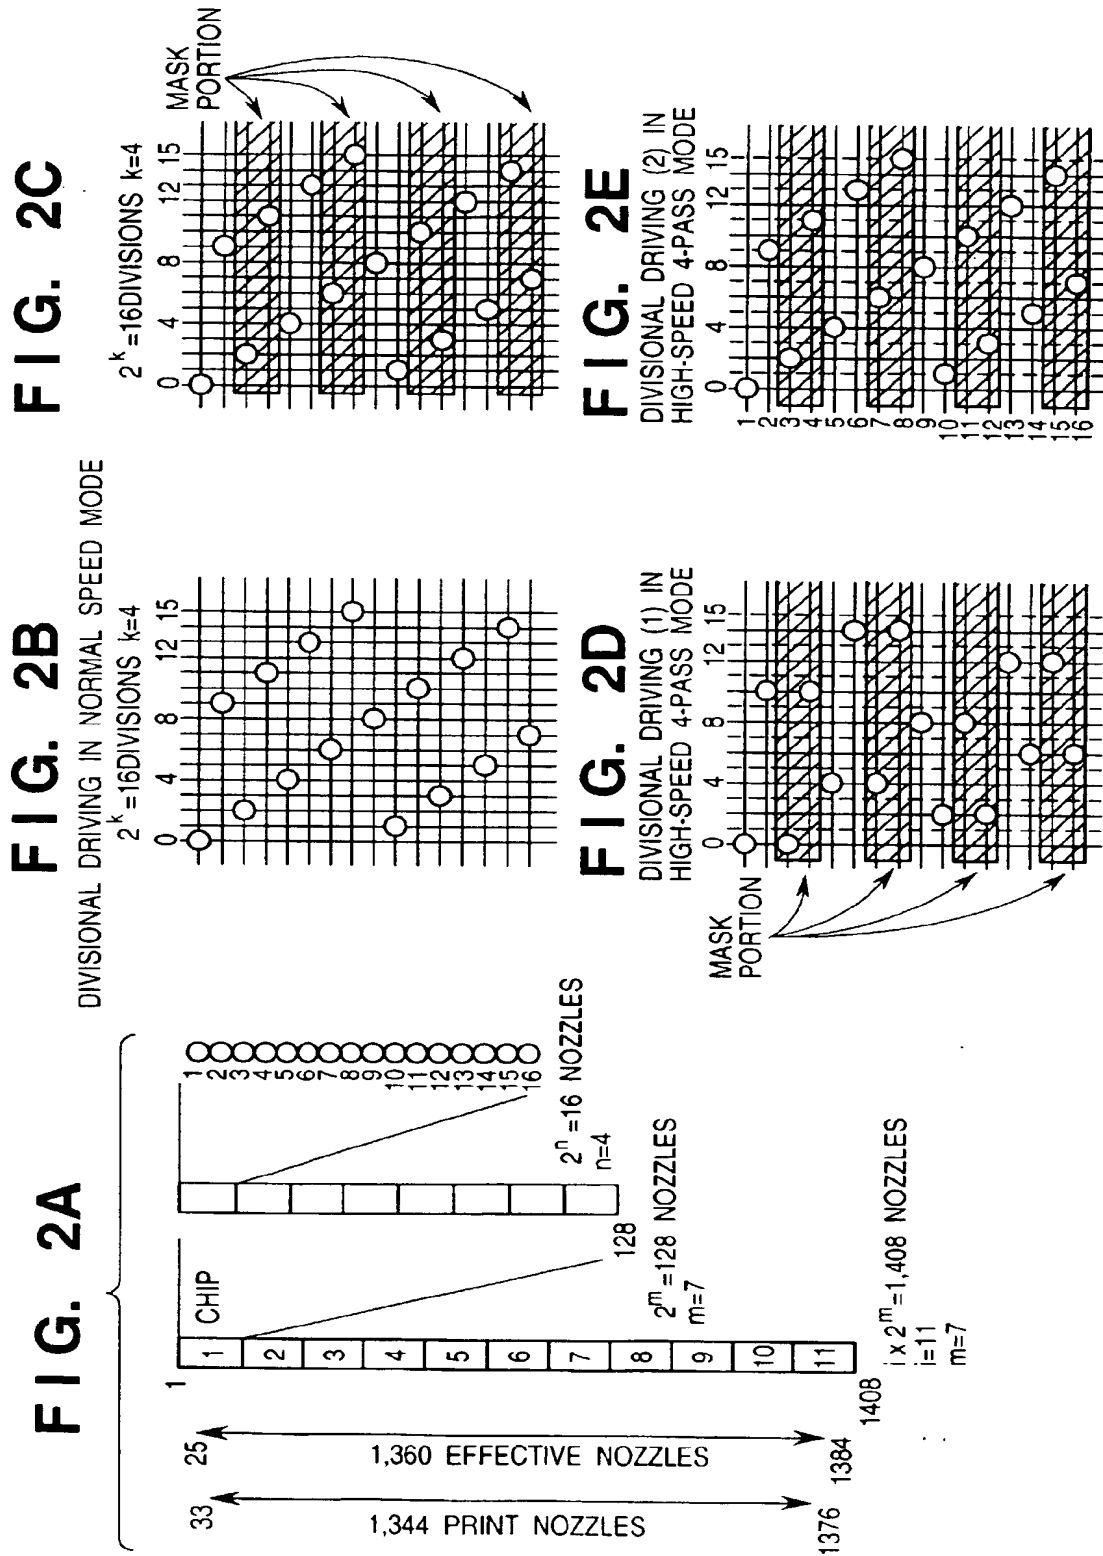 FIG. 2A
1
CHIP
1
2
3
4
5
6
7
8
9
10
11
1408
25
1,360 EFFECTIVE NOZZLES
1384
33
1,344 PRINT NOZZLES
1376
i x 2^m =1,408 NOZZLES
i=11
m=7
128
2^m =128 NOZZLES
m=7
1
2
3
4
5
6
7
8
9
10
11
12
13
14
15
16
2^n =16 NOZZLES
n=4
FIG. 2B
DIVISIONAL DRIVING IN NORMAL SPEED MODE
2^k =16DIVISIONS k=4
0 4 8 12 15
FIG. 2C
2^k =16DIVISIONS k=4
0 4 8 12 15
MASK
PORTION
FIG. 2D
DIVISIONAL DRIVING (1) IN
HIGH-SPEED 4-PASS MODE
0 4 8 12 15
MASK
PORTION
FIG. 2E
DIVISIONAL DRIVING (2) IN
HIGH-SPEED 4-PASS MODE
0 4 8 12 15
1
2
3
4
5
6
7
8
9
10
11
12
13
14
15
16